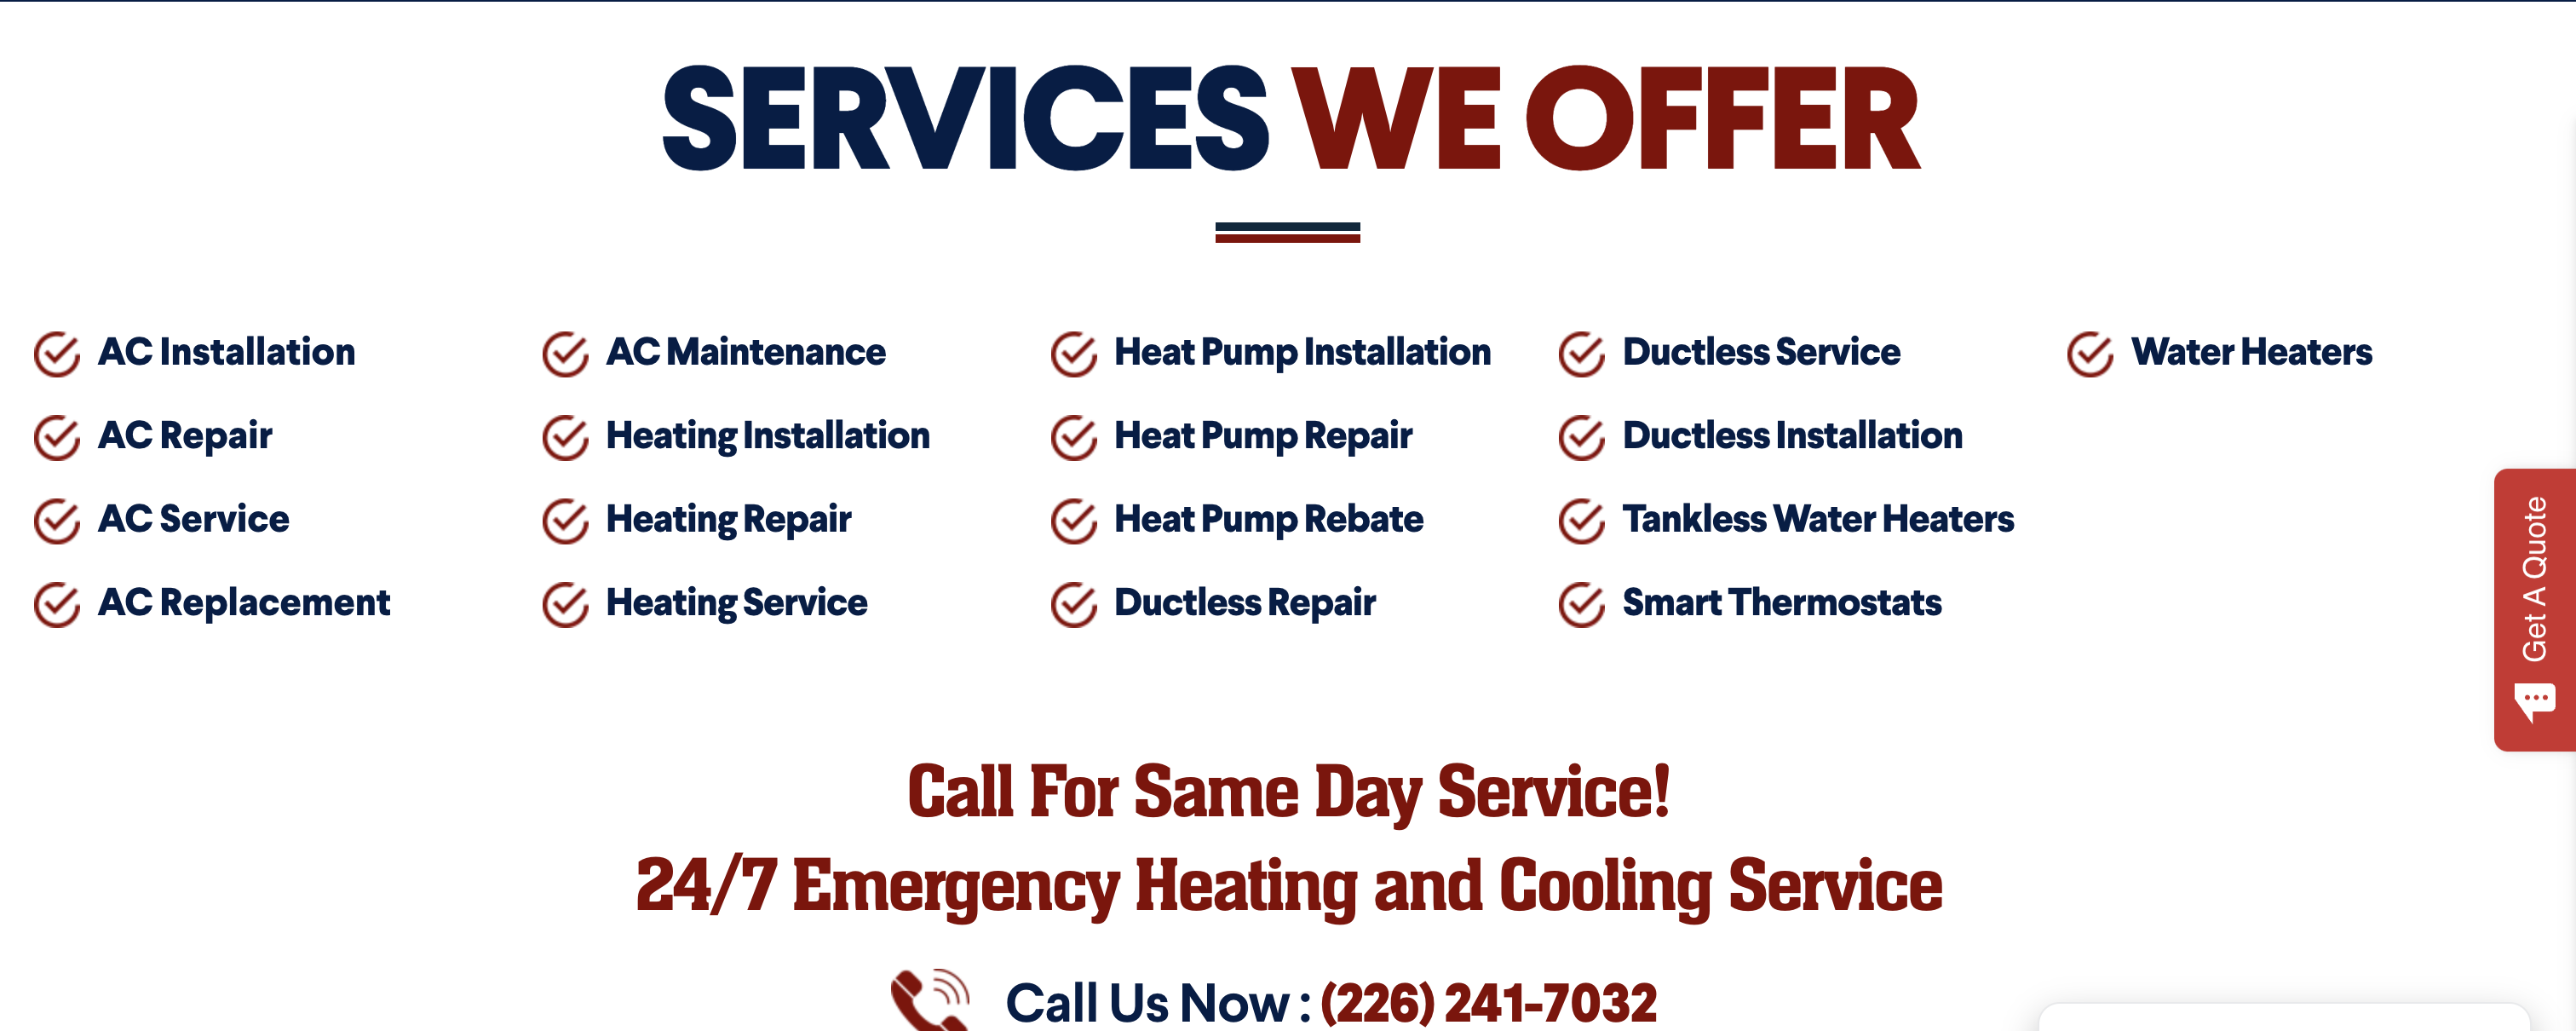 SERVICES WE OFFER
AC Installation
AC Repair
AC Service
AC Replacement
AC Maintenance
Heating Installation
Heating Repair
Heating Service
Heat Pump Installation
Heat Pump Repair
Heat Pump Rebate
Ductless Repair
Ductless Service
Ductless Installation
Tankless Water Heaters
Smart Thermostats
Water Heaters
Get A Quote
Call For Same Day Service!
24/7 Emergency Heating and Cooling Service
Call Us Now : (226) 241-7032